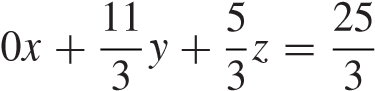 0x + 11/3 y + 5/3 z = 25/3